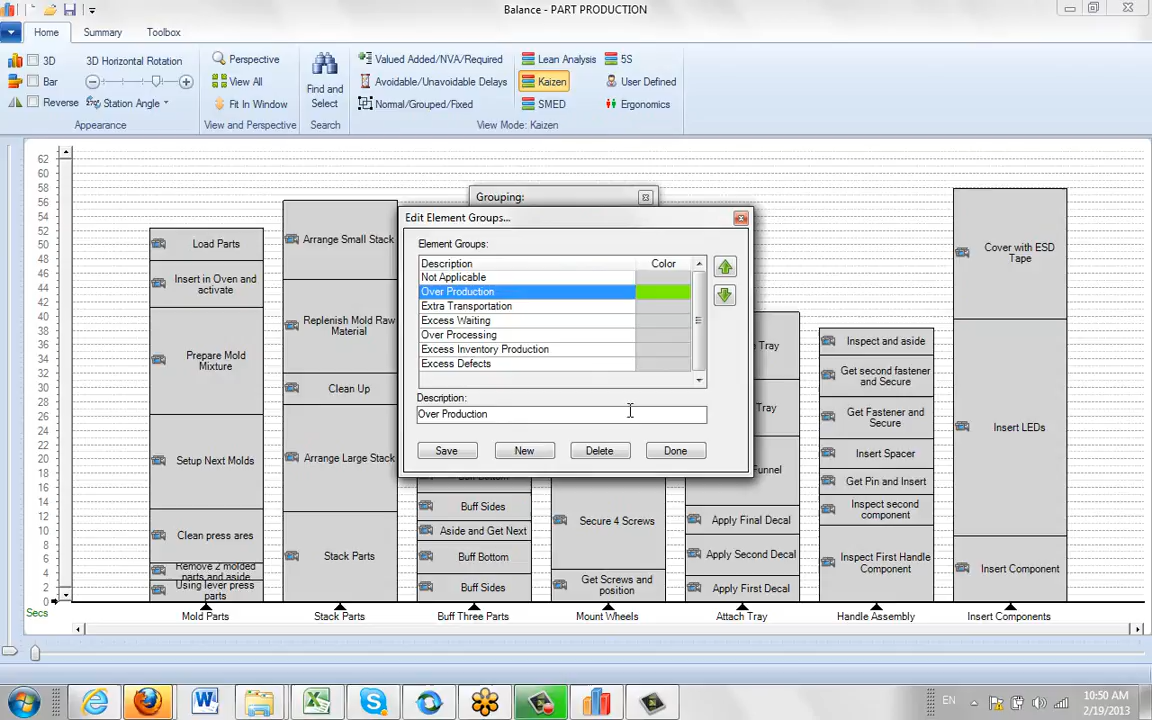 Balance - PART PRODUCTION
Home Summary Toolbox
3D
Bar
Reverse
3D Horizontal Rotation
Station Angle
Appearance
Perspective
View All
Fit In Window
View and Perspective
Find and
Select
Search
Valued Added/NVA/Required
Avoidable/Unavoidable Delays
Normal/Grouped/Fixed
Lean Analysis
Kaizen
SMED
5S
User Defined
Ergonomics
View Mode: Kaizen
62
60
58
56
54
52
50
48
46
44
42
40
38
36
34
32
30
28
26
24
22
20
18
16
14
12
10
8
6
4
2
0
Secs
Load Parts
Insert in Oven and
activate
Prepare Mold
Mixture
Setup Next Molds
Clean press ares
Remove 2 molded
parts and aside
Using lever press
parts
Mold Parts
Arrange Small Stack
Replenish Mold Raw
Material
Clean Up
Arrange Large Stack
Stack Parts
Stack Parts
Buff Bottom
Buff Sides
Aside and Get Next
Buff Bottom
Buff Sides
Buff Three Parts
Secure 4 Screws
Get Screws and
position
Mount Wheels
Tray
Tray
Funnel
Apply Final Decal
Apply Second Decal
Apply First Decal
Attach Tray
Inspect and aside
Get second fastener
and Secure
Get Fastener and
Secure
Insert Spacer
Get Pin and Insert
Inspect second
component
Inspect First Handle
Component
Handle Assembly
Cover with ESD
Tape
Insert LEDs
Insert Component
Insert Components
Grouping:
Edit Element Groups...
Element Groups:
Description Color
Not Applicable
Over Production
Extra Transportation
Excess Waiting
Over Processing
Excess Inventory Production
Excess Defects
Description:
Over Production
Save New Delete Done
EN
10:50 AM
2/19/2013